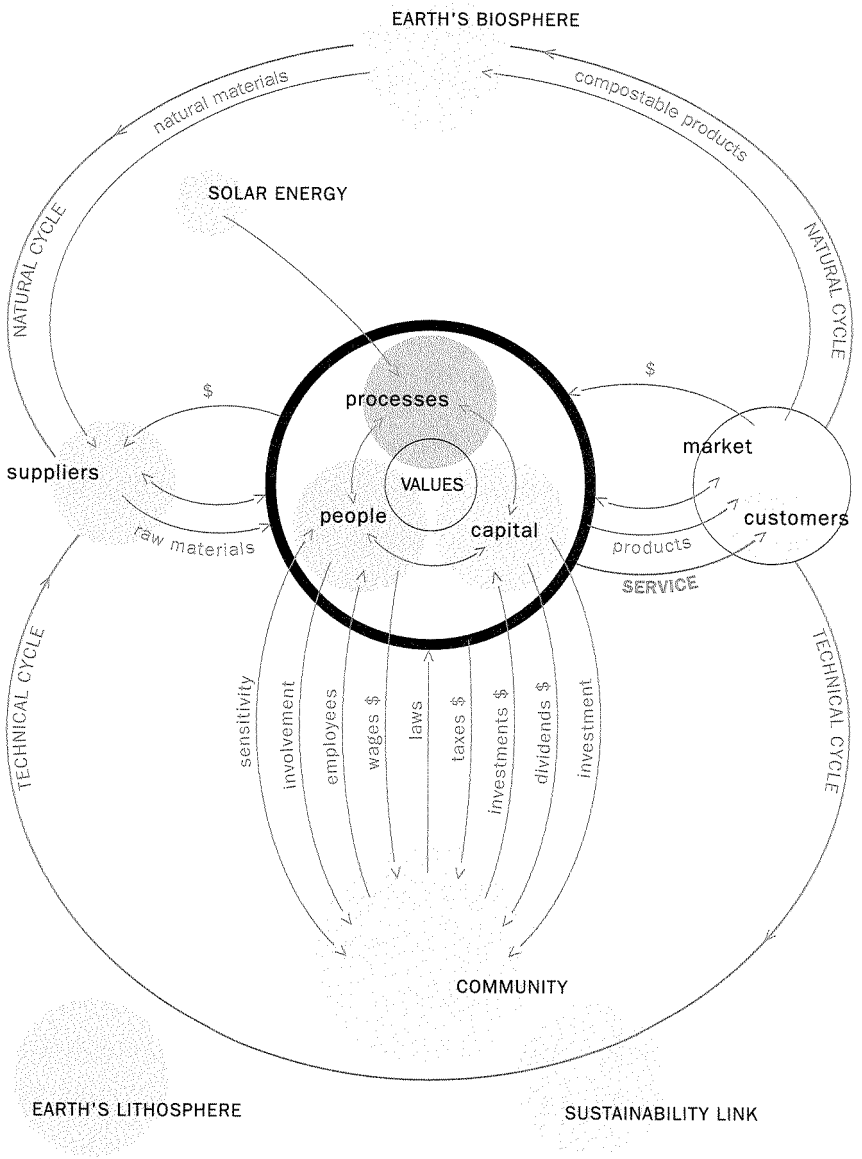 EARTH'S BIOSPHERE
natural materials
compostable products
SOLAR ENERGY
NATURAL CYCLE
NATURAL CYCLE
processes
$
$
market
suppliers
VALUES
people
capital
customers
raw materials
products
SERVICE
TECHNICAL CYCLE
sensitivity
involvement
employees
wages $
laws
taxes $
investments $
dividends $
investment
TECHNICAL CYCLE
COMMUNITY
EARTH'S LITHOSPHERE
SUSTAINABILITY LINK